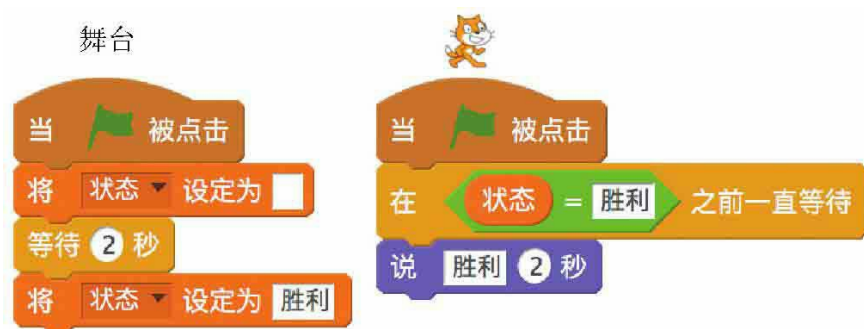 舞台
当 被点击
将 状态 设定为
等待 2 秒
将 状态 设定为 胜利
当 被点击
在 状态 = 胜利 之前一直等待
说 胜利 2 秒